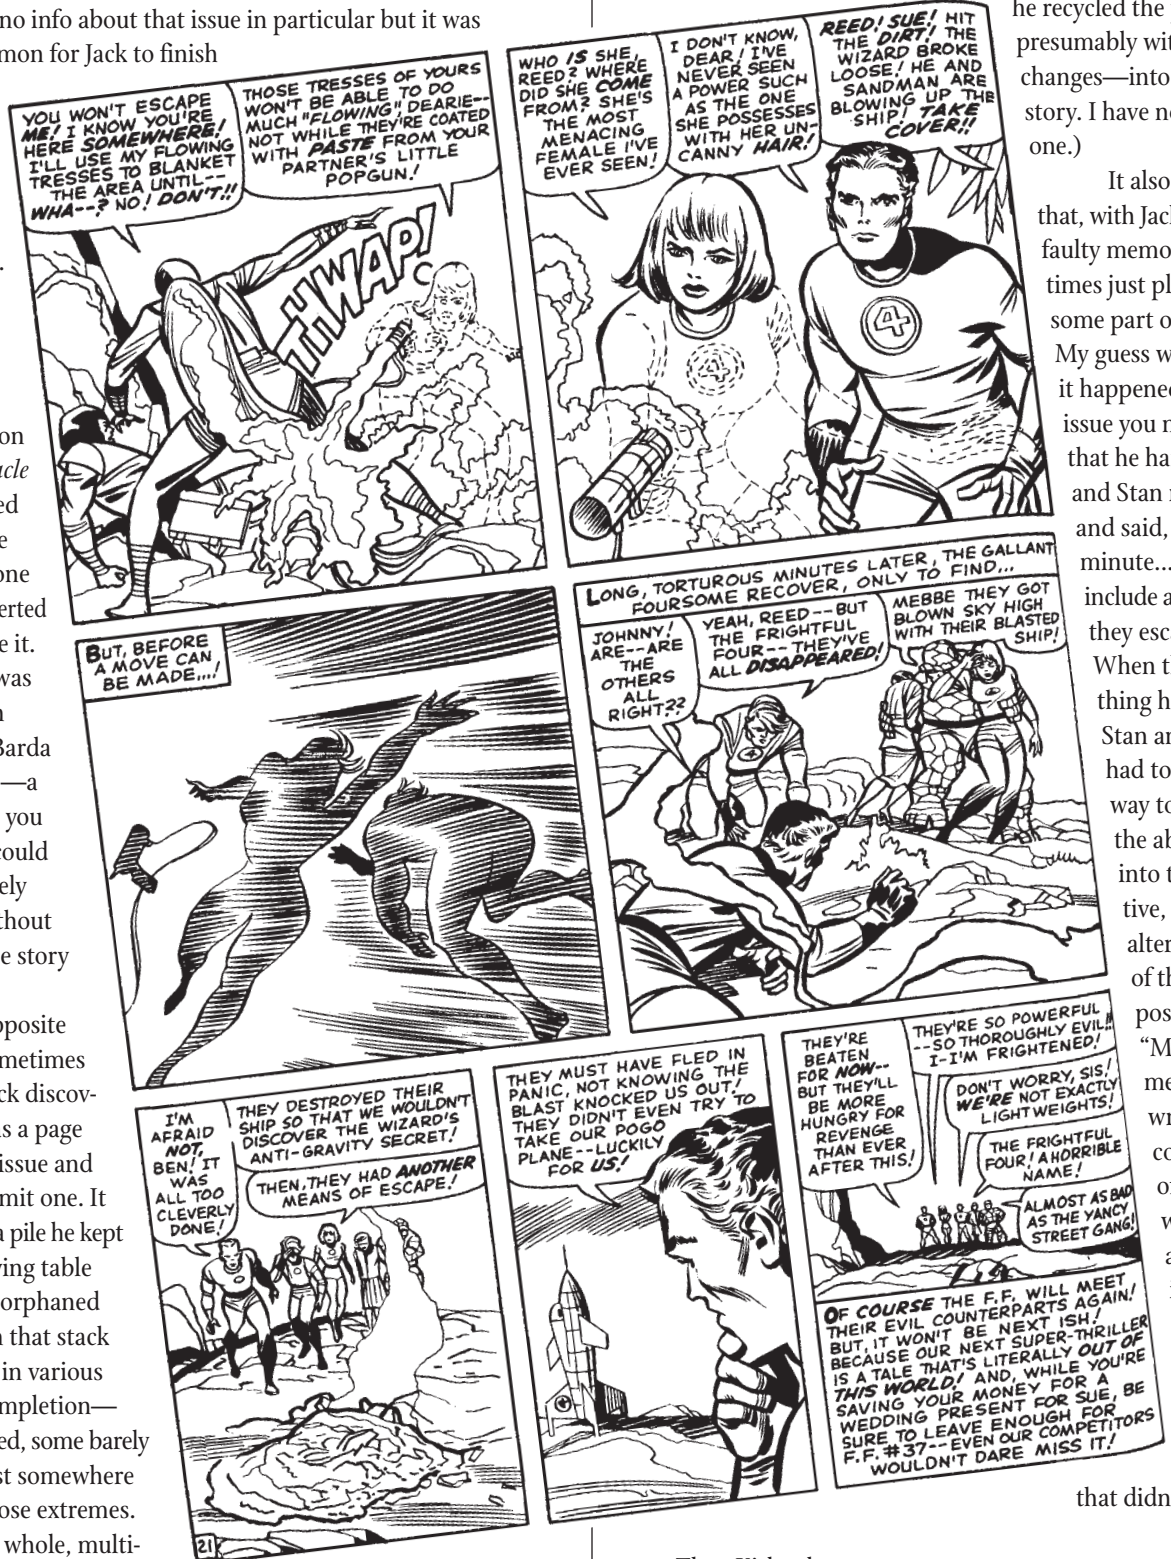 no info about that issue in particular but it was
mon for Jack to finish
on
acle
ed
e
one
erted
e it.
was
n
Barda
—a
you
could
ely
thout
e story
pposite
metimes
ck discov-
s a page
issue and
mit one. It
a pile he kept
ving table
orphaned
n that stack
in various
mpletion—
ed, some barely
st somewhere
ose extremes.
whole, multi-
YOU WON'T ESCAPE
ME! I KNOW YOU'RE
HERE SOMEWHERE!
I'LL USE MY FLOWING
TRESSES TO BLANKET
THE AREA UNTIL--
WHA--? NO! DON'T!!
THOSE TRESSES OF YOURS
WON'T BE ABLE TO DO
MUCH "FLOWING," DEARIE--
NOT WHILE THEY'RE COATED
WITH PASTE FROM YOUR
PARTNER'S LITTLE
POPGUN!
THWAP!
WHO IS SHE,
REED? WHERE
DID SHE COME
FROM? SHE'S
THE MOST
MENACING
FEMALE I'VE
EVER SEEN!
I DON'T KNOW,
DEAR! I'VE
NEVER SEEN
A POWER SUCH
AS THE ONE
SHE POSSESSES
WITH HER UN-
CANNY HAIR!
REED! SUE! HIT
THE DIRT! THE
WIZARD BROKE
LOOSE! HE AND
SANDMAN ARE
BLOWING UP THE
SHIP! TAKE
COVER!!
4
4
BUT, BEFORE
A MOVE CAN
BE MADE...!
LONG, TORTUROUS MINUTES LATER, THE GALLANT
FOURSOME RECOVER, ONLY TO FIND...
JOHNNY!
ARE--ARE
THE
OTHERS
ALL
RIGHT??
YEAH, REED--BUT
THE FRIGHTFUL
FOUR--THEY'VE
ALL DISAPPEARED!
MEBBE THEY GOT
BLOWN SKY HIGH
WITH THEIR BLASTED
SHIP!
I'M
AFRAID
NOT,
BEN! IT
WAS
ALL TOO
CLEVERLY
DONE!
THEY DESTROYED THEIR
SHIP SO THAT WE WOULDN'T
DISCOVER THE WIZARD'S
ANTI-GRAVITY SECRET!
THEN, THEY HAD ANOTHER
MEANS OF ESCAPE!
21
THEY MUST HAVE FLED IN
PANIC, NOT KNOWING THE
BLAST KNOCKED US OUT!
THEY DIDN'T EVEN TRY TO
TAKE OUR POGO
PLANE--LUCKILY
FOR US!
THEY'RE
BEATEN
FOR NOW--
BUT THEY'LL
BE MORE
HUNGRY FOR
REVENGE
THAN EVER
AFTER THIS!
THEY'RE SO POWERFUL
--SO THOROUGHLY EVIL!!
I-I'M FRIGHTENED!
DON'T WORRY, SIS!
WE'RE NOT EXACTLY
LIGHTWEIGHTS!
THE FRIGHTFUL
FOUR! A HORRIBLE
NAME!
ALMOST AS BAD
AS THE YANCY
STREET GANG!
OF COURSE THE F.F. WILL MEET
THEIR EVIL COUNTERPARTS AGAIN!
BUT, IT WON'T BE NEXT ISH!
BECAUSE OUR NEXT SUPER-THRILLER
IS A TALE THAT'S LITERALLY OUT OF
THIS WORLD! AND, WHILE YOU'RE
SAVING YOUR MONEY FOR A
WEDDING PRESENT FOR SUE, BE
SURE TO LEAVE ENOUGH FOR
F.F. #37--EVEN OUR COMPETITORS
WOULDN'T DARE MISS IT!
he recycled the
presumably wit
changes—into
story. I have no
one.)
It also
that, with Jack
faulty memo
times just pl
some part o
My guess w
it happened
issue you n
that he ha
and Stan
and said,
minute...
include a
they esc
When t
thing h
Stan an
had to
way to
the ab
into t
tive,
alter
of th
pos
"M
me
wr
co
o
w
a
that didn